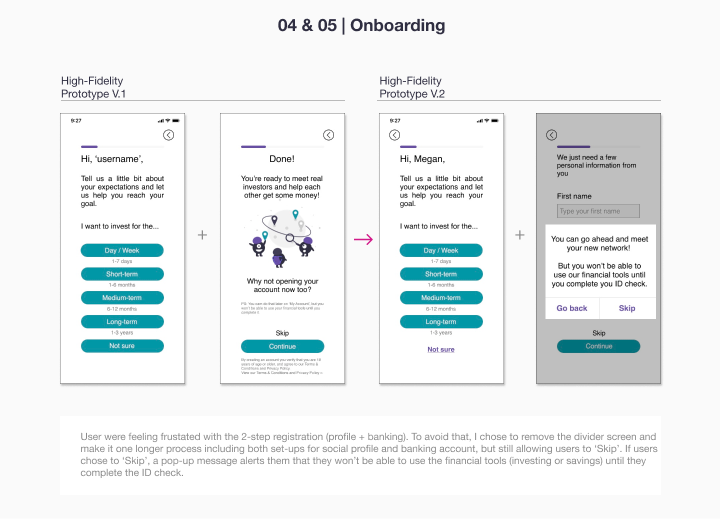 04 & 05 | Onboarding
High-Fidelity
Prototype V.1
High-Fidelity
Prototype V.2
9:27
Hi, ‘username’,
Tell us a little bit about
your expectations and let
us help you reach your
goal.
I want to invest for the...
Day / Week
1-7 days
Short-term
1-6 months
Medium-term
6-12 months
Long-term
1-3 years
Not sure
+
Done!
You're ready to meet real
investors and help each
other get some money!
Why not opening your
account now too?
P.S: You can do that later on ‘My Account’, but you
won't be able to use your financial tools until you
complete it.
Skip
Continue
By creating an account you verify that you are 18
years of age or older, and agree to our Terms &
Conditions and Privacy Policy.
View our Terms & Conditions and Privacy Policy >
9:27
Hi, Megan,
Tell us a little bit about
your expectations and let
us help you reach your
goal.
I want to invest for the...
Day / Week
1-7 days
Short-term
1-6 months
Medium-term
6-12 months
Long-term
1-3 years
Not sure
+
We just need a few
personal information from
you
First name
Type your first name
You can go ahead and meet
your new network!
But you won't be able to
use our financial tools until
you complete you ID check.
Go back
Skip
Skip
Continue
User were feeling frustated with the 2-step registration (profile + banking). To avoid that, I chose to remove the divider screen and
make it one longer process including both set-ups for social profile and banking account, but still allowing users to ‘Skip’. If users
chose to ‘Skip’, a pop-up message alerts them that they won't be able to use the financial tools (investing or savings) until they
complete the ID check.